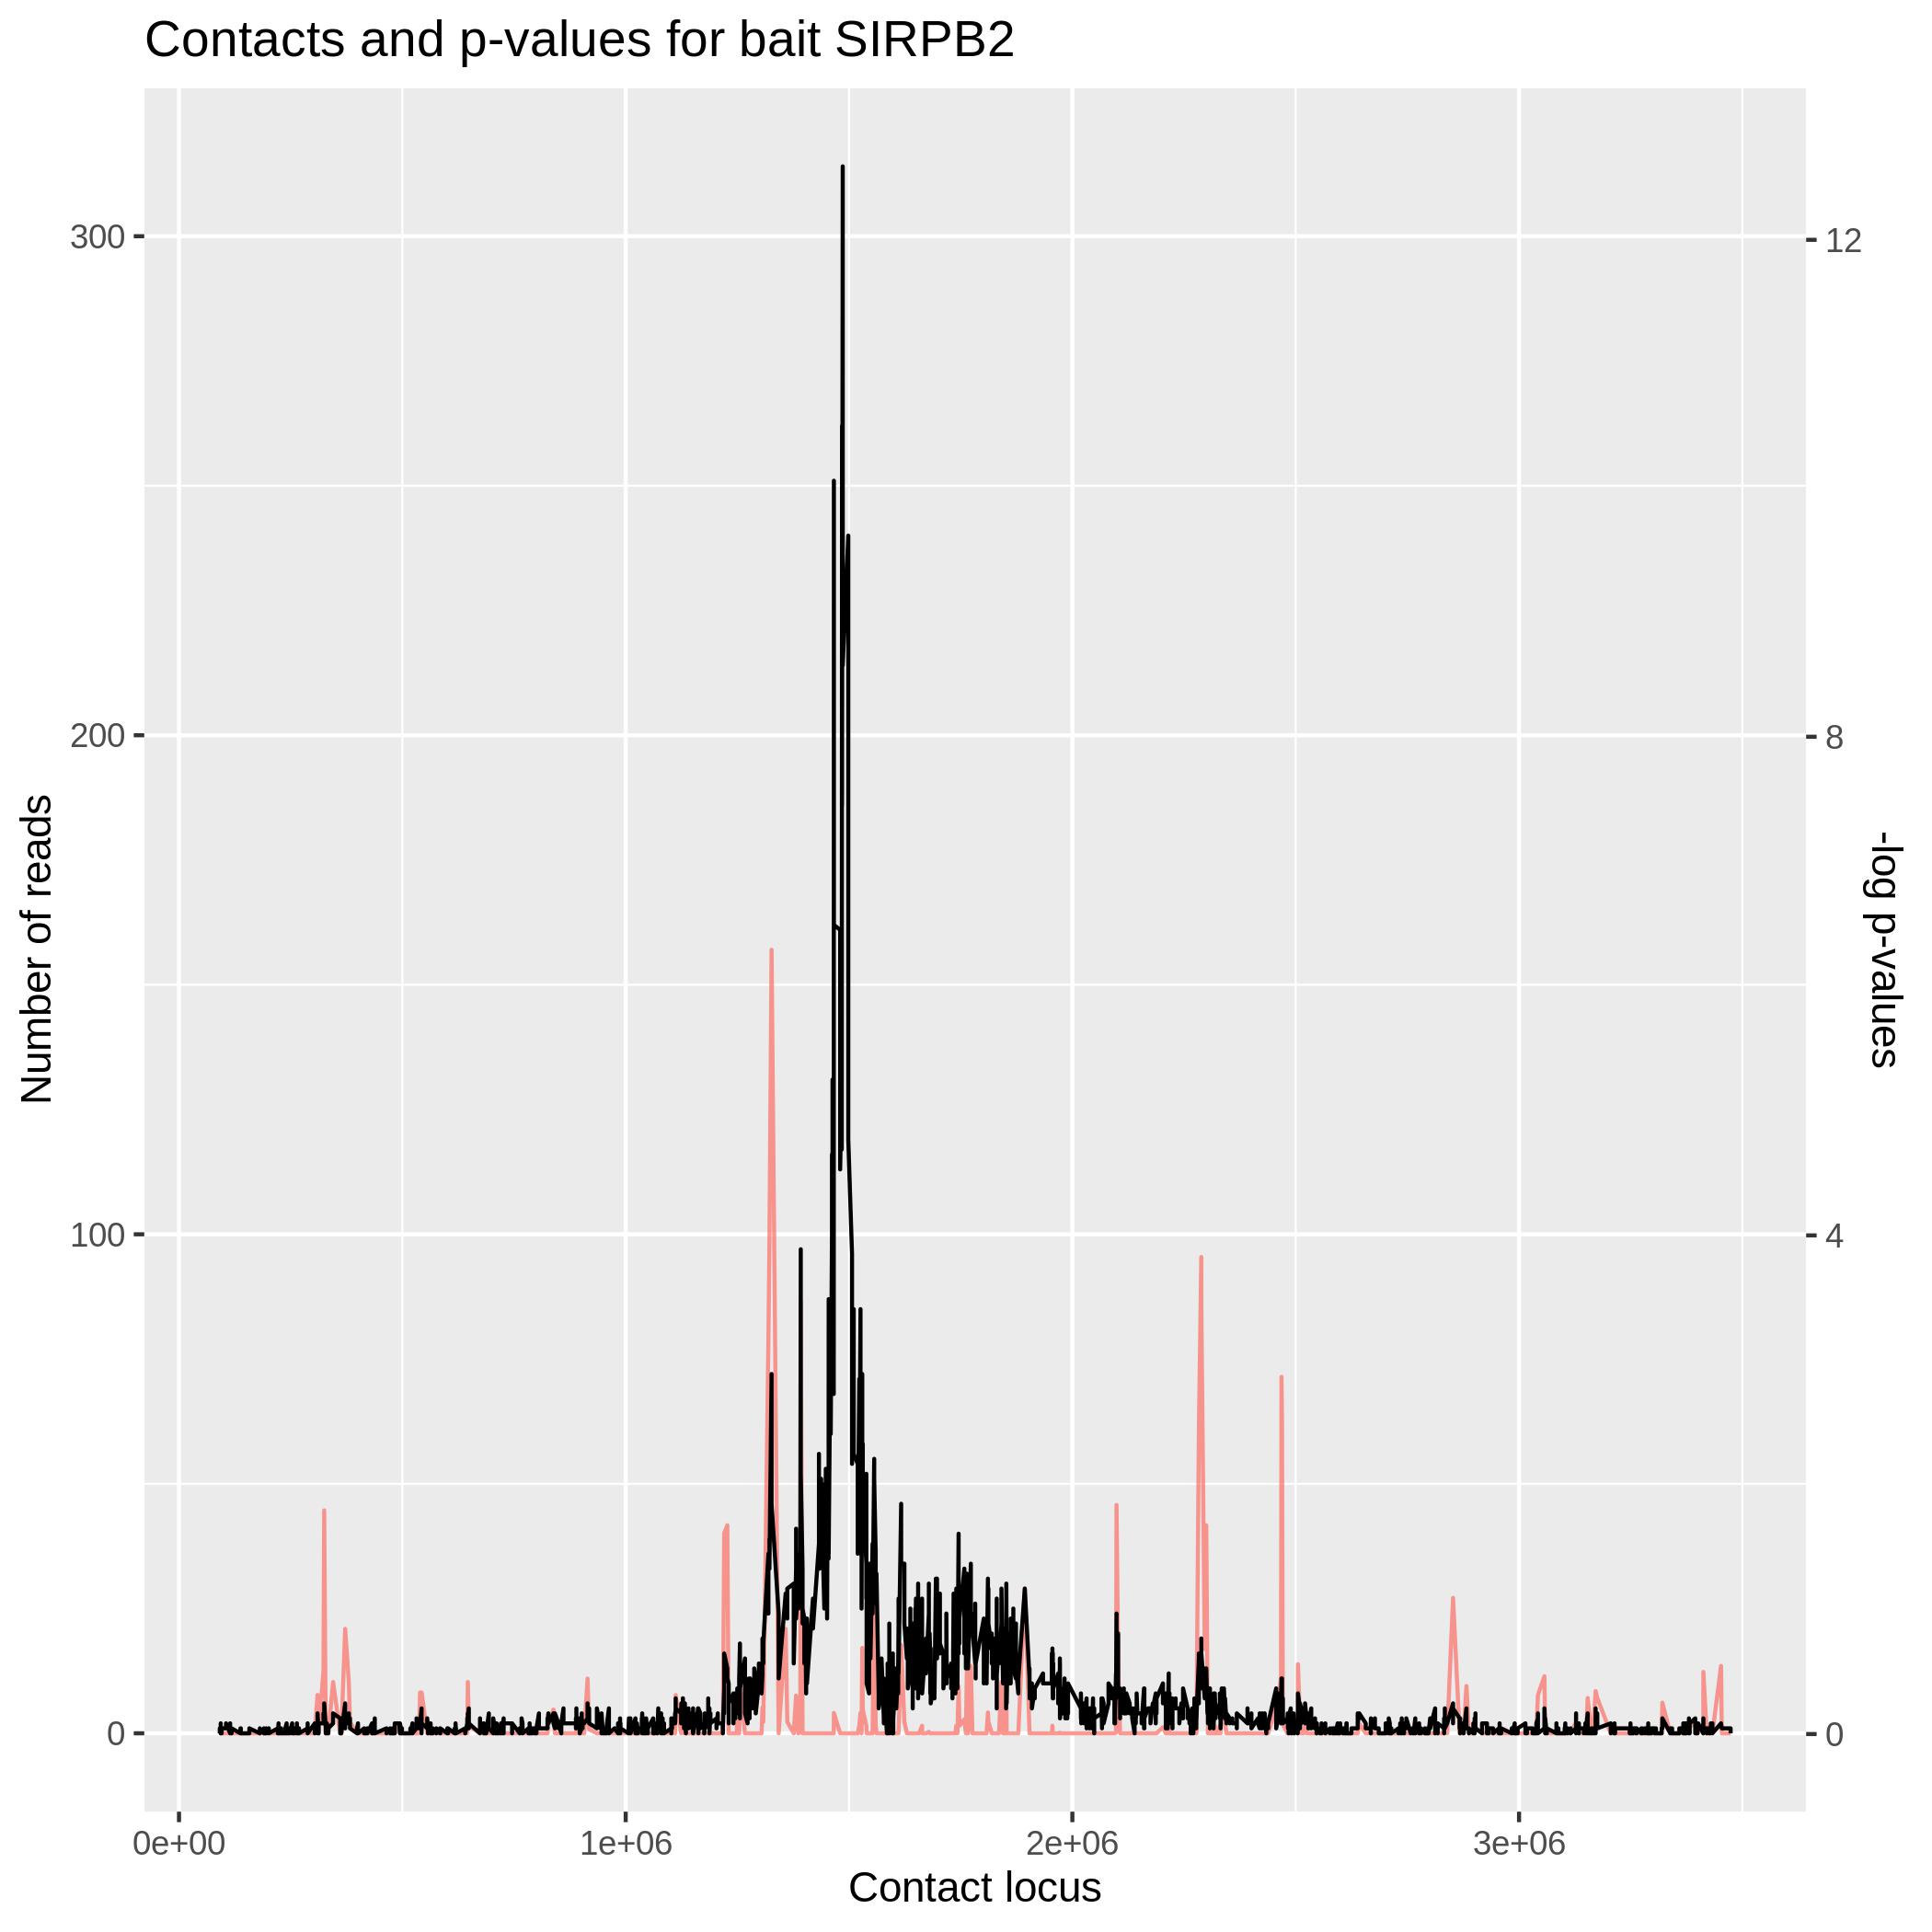 Contacts and p-values for bait SIRPB2
300
200
100
0
12
8
4
0
Number of reads
-log p-values
0e+00
1e+06
2e+06
3e+06
Contact locus